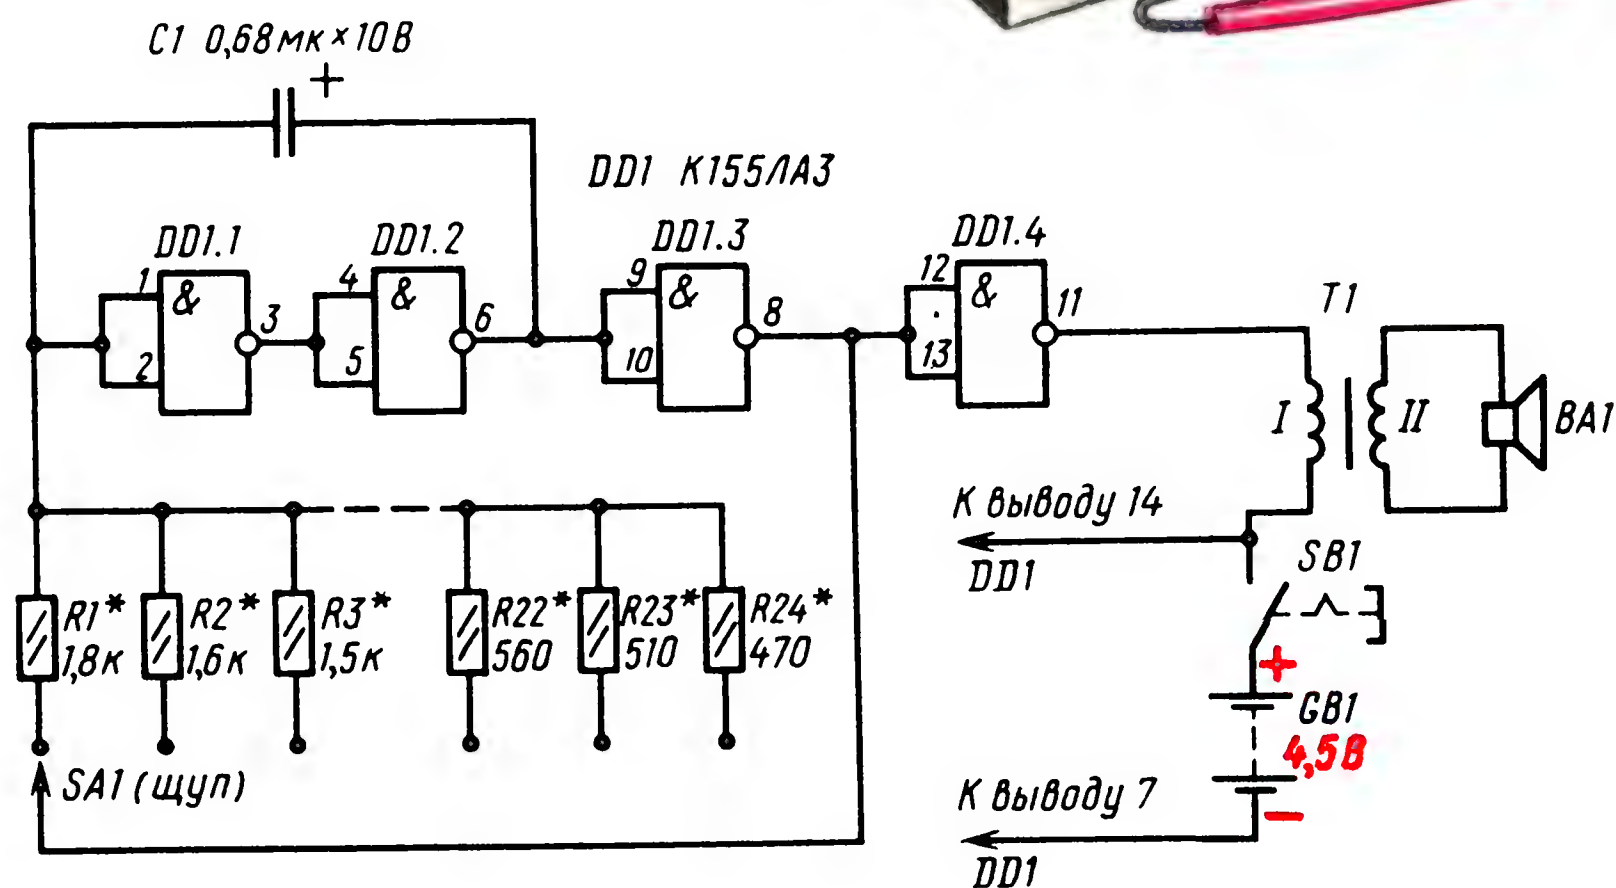 C1 0,68мк×10В
+
DD1 К155ЛА3
DD1.1
DD1.2
DD1.3
DD1.4
1
2
&
3
4
5
&
6
9
10
&
8
12
13
&
11
T1
I
II
BA1
R1*
1,8к
R2*
1,6к
R3*
1,5к
R22*
560
R23*
510
R24*
470
SA1 (щуп)
К выводу 14
DD1
SB1
+
GB1
4,5В
–
К выводу 7
DD1